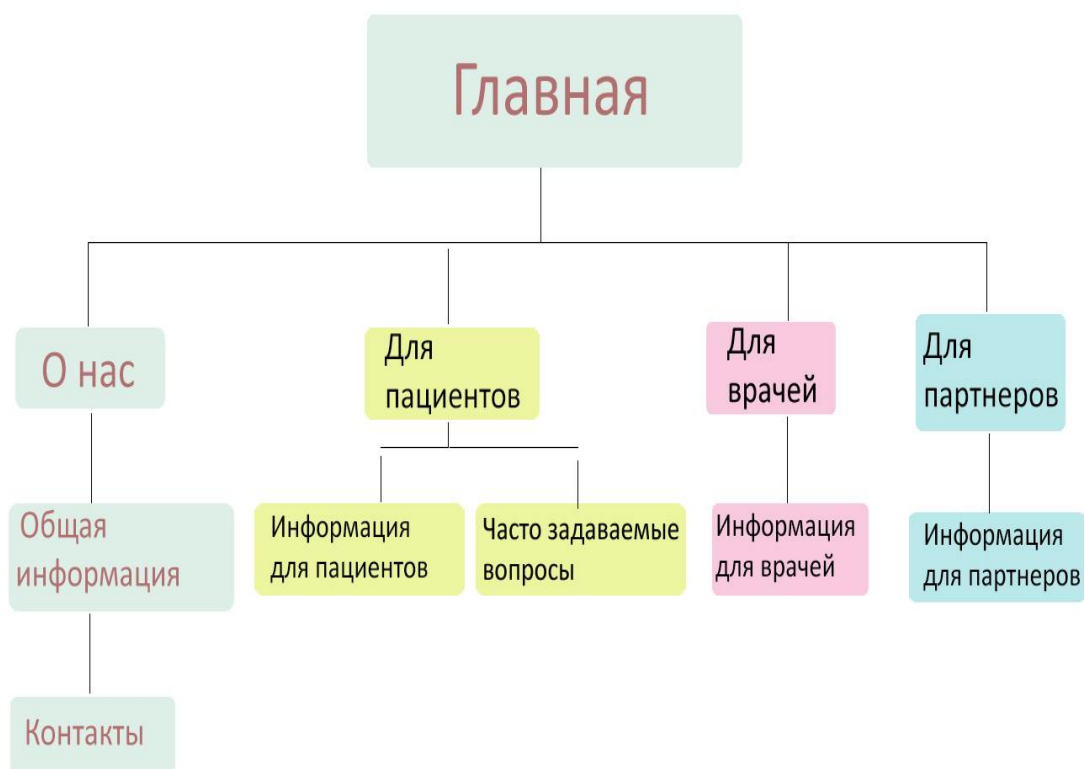 Главная
О нас
Для
пациентов
Для
врачей
Для
партнеров
Общая
информация
Информация
для пациентов
Часто задаваемые
вопросы
Информация
для врачей
Информация
для партнеров
Контакты